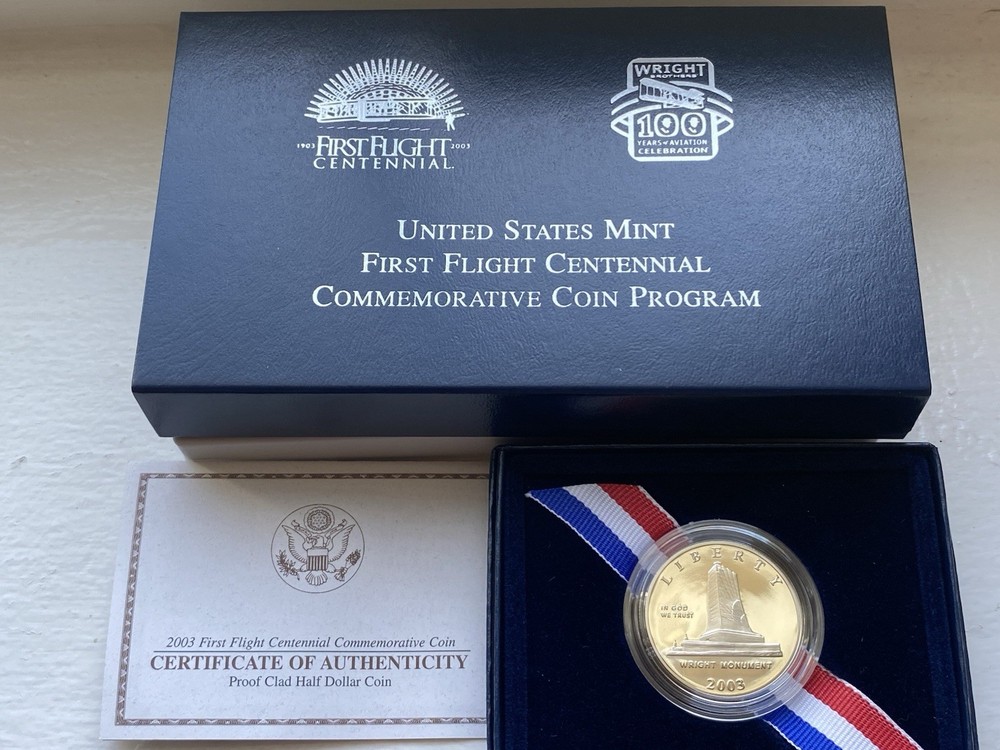 1903 FIRST FLIGHT 2003
CENTENNIAL.
WRIGHT
BROTHERS
100
YEARS of AVIATION
CELEBRATION
UNITED STATES MINT
FIRST FLIGHT CENTENNIAL
COMMEMORATIVE COIN PROGRAM
2003 First Flight Centennial Commemorative Coin
CERTIFICATE OF AUTHENTICITY
Proof Clad Half Dollar Coin
LIBERTY
IN GOD
WE TRUST
WRIGHT MONUMENT
2003